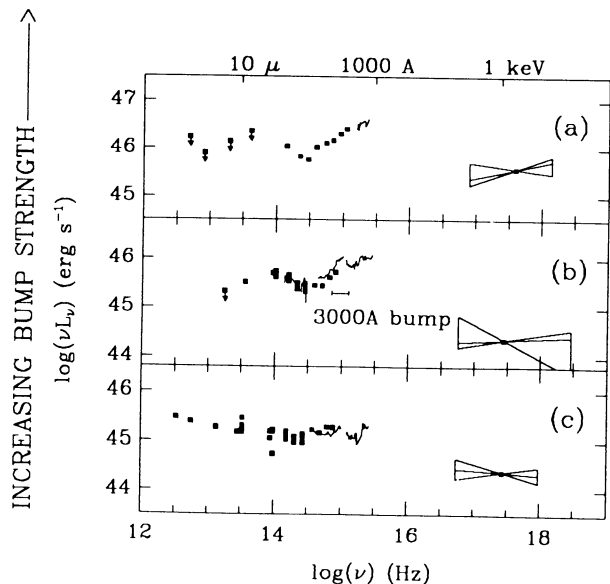 10 μ 1000 A 1 keV
INCREASING BUMP STRENGTH
log(νLν) (erg s⁻¹)
47
46
45
(a)
46
45
44
(b)
3000A bump
46
45
44
(c)
12 14 16 18
log(ν) (Hz)